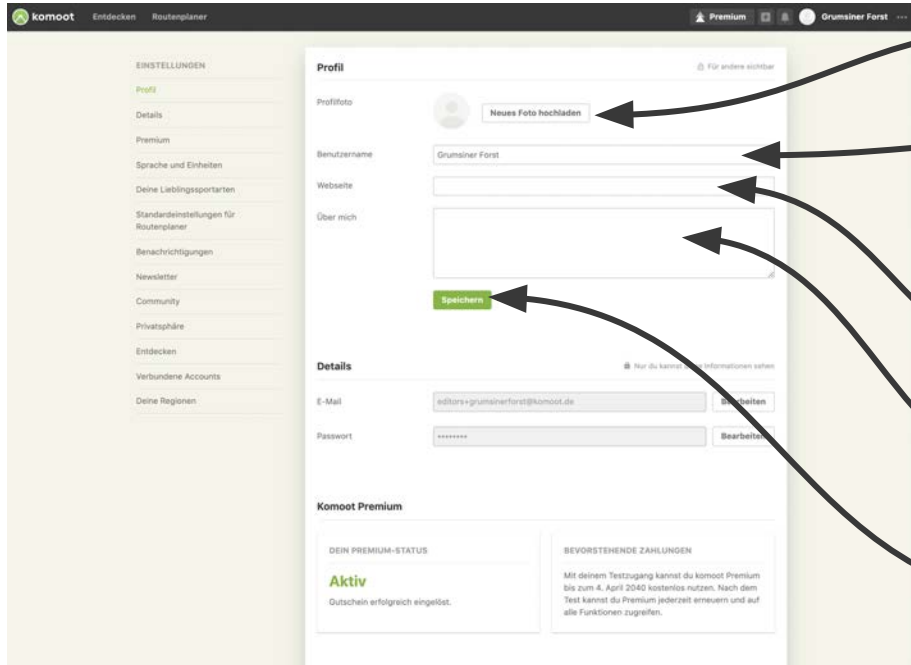 komoot Entdecken Routenplaner Premium Grumsiner Forst
EINSTELLUNGEN
Profil
Details
Premium
Sprache und Einheiten
Deine Lieblingssportarten
Standardeinstellungen für
Routenplaner
Benachrichtigungen
Newsletter
Community
Privatsphäre
Entdecken
Verbundene Accounts
Deine Regionen
Profil Für andere sichtbar
Profilfoto Neues Foto hochladen
Benutzername Grumsiner Forst
Webseite
Über mich
Speichern
Details Nur du kannst diese Informationen sehen
E-Mail editors+grumsinerforst@komoot.de Bearbeiten
Passwort •••••••• Bearbeiten
Komoot Premium
DEIN PREMIUM-STATUS
Aktiv
Gutschein erfolgreich eingelöst.
BEVORSTEHENDE ZAHLUNGEN
Mit deinem Testzugang kannst du komoot Premium
bis zum 4. April 2040 kostenlos nutzen. Nach dem
Test kannst du Premium jederzeit erneuern und auf
alle Funktionen zugreifen.